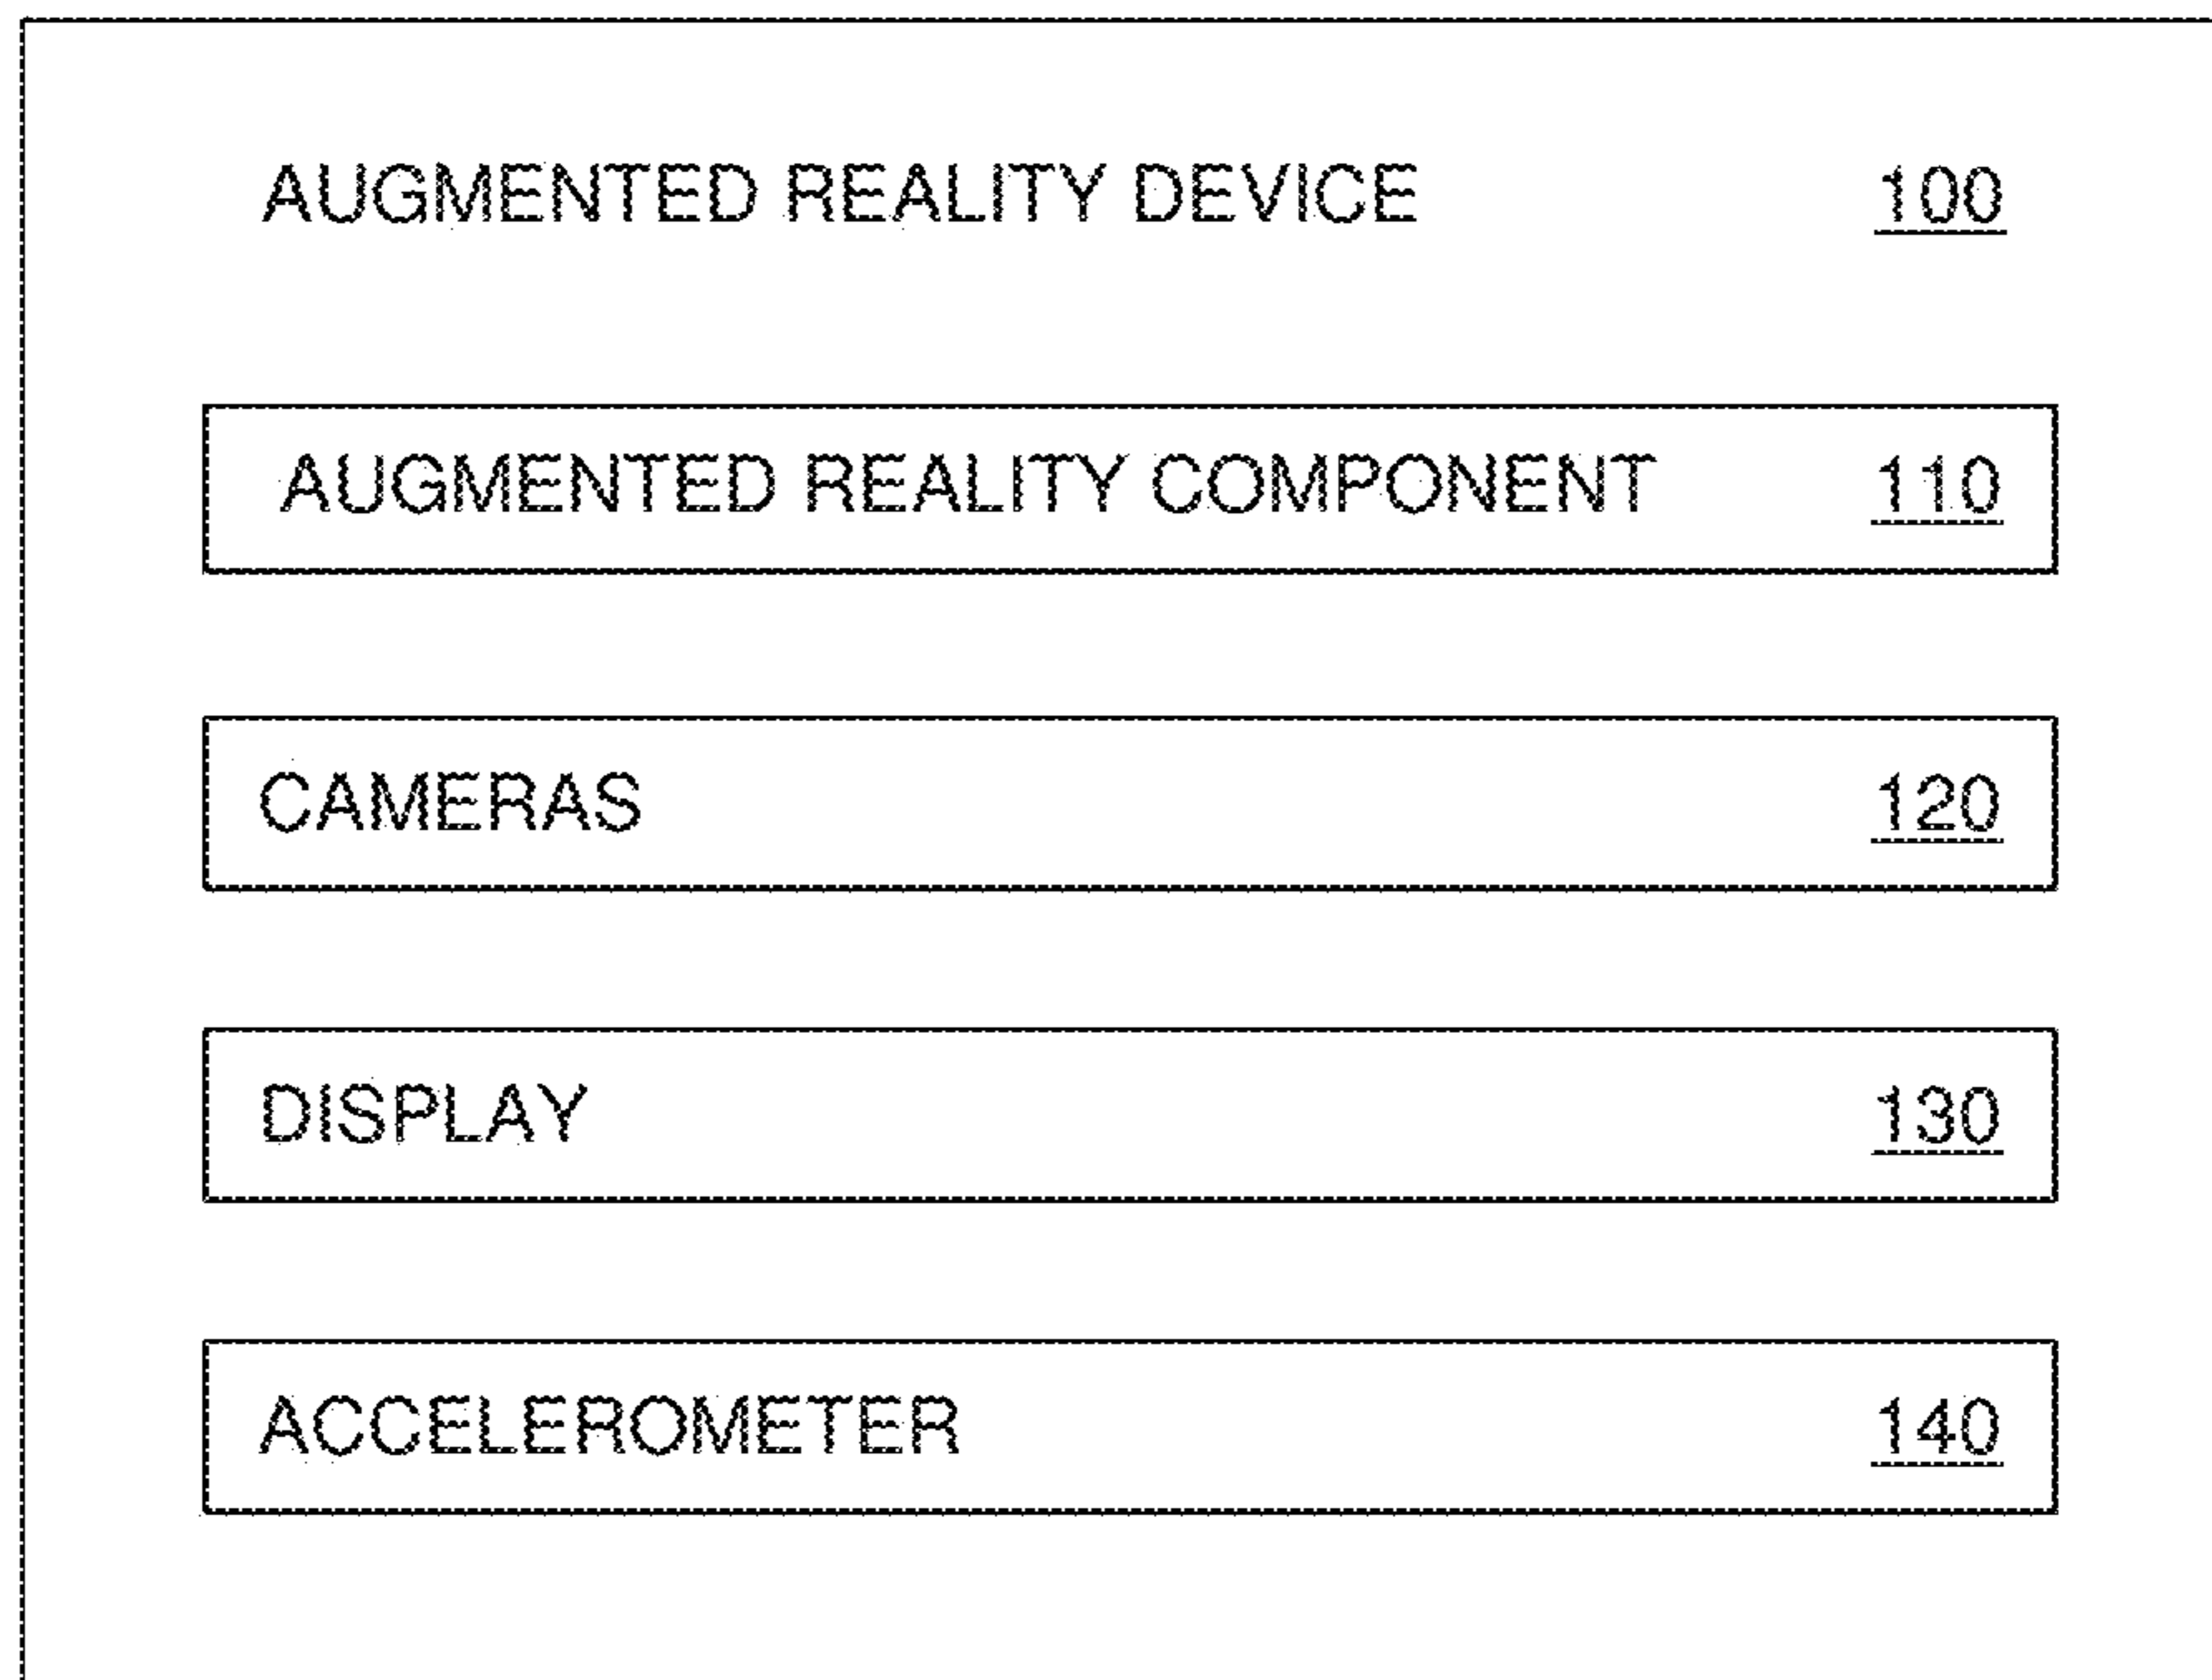 AUGMENTED REALITY DEVICE 100
AUGMENTED REALITY COMPONENT 110
CAMERAS 120
DISPLAY 130
ACCELEROMETER 140